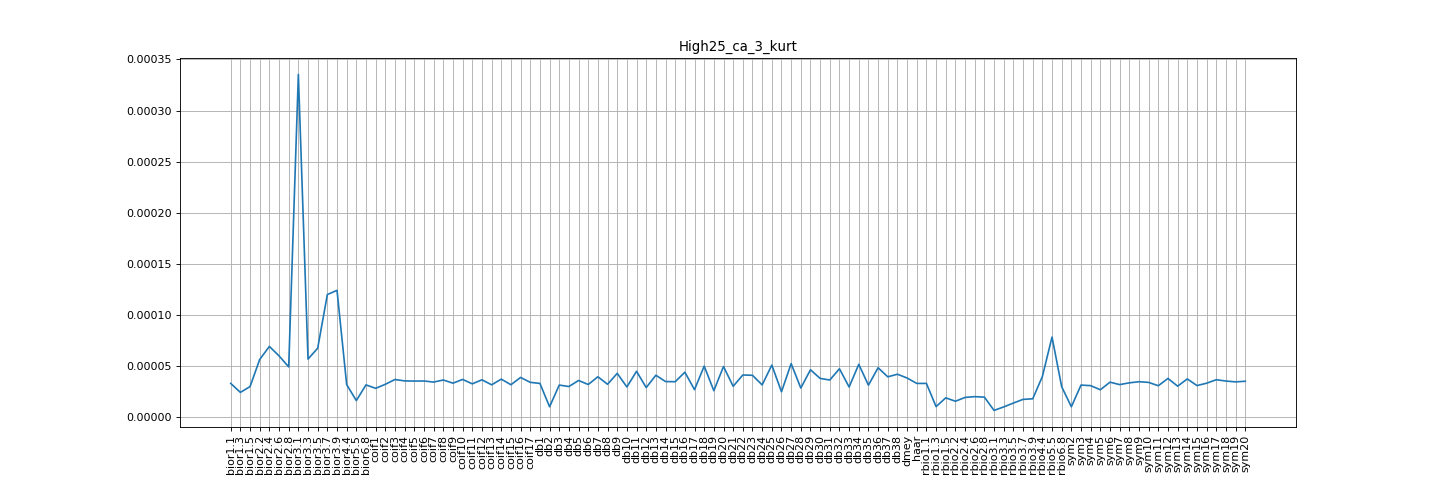 High25_ca_3_kurt
0.00035
0.00030
0.00025
0.00020
0.00015
0.00010
0.00005
0.00000
bior1.1
bior1.3
bior1.5
bior2.2
bior2.4
bior2.6
bior2.8
bior3.1
bior3.3
bior3.5
bior3.7
bior3.9
bior4.4
bior5.5
bior6.8
coif1
coif2
coif3
coif4
coif5
coif6
coif7
coif8
coif9
coif10
coif11
coif12
coif13
coif14
coif15
coif16
coif17
db1
db2
db3
db4
db5
db6
db7
db8
db9
db10
db11
db12
db13
db14
db15
db16
db17
db18
db19
db20
db21
db22
db23
db24
db25
db26
db27
db28
db29
db30
db31
db32
db33
db34
db35
db36
db37
db38
dmey
haar
rbio1.1
rbio1.3
rbio1.5
rbio2.2
rbio2.4
rbio2.6
rbio2.8
rbio3.1
rbio3.3
rbio3.5
rbio3.7
rbio3.9
rbio4.4
rbio5.5
rbio6.8
sym2
sym3
sym4
sym5
sym6
sym7
sym8
sym9
sym10
sym11
sym12
sym13
sym14
sym15
sym16
sym17
sym18
sym19
sym20